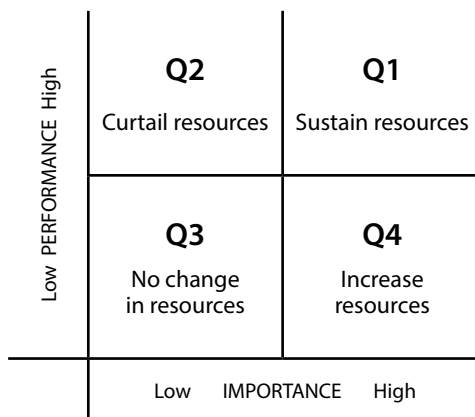 Low PERFORMANCE High
Q2
Curtail resources
Q1
Sustain resources
Q3
No change
in resources
Q4
Increase
resources
Low IMPORTANCE High